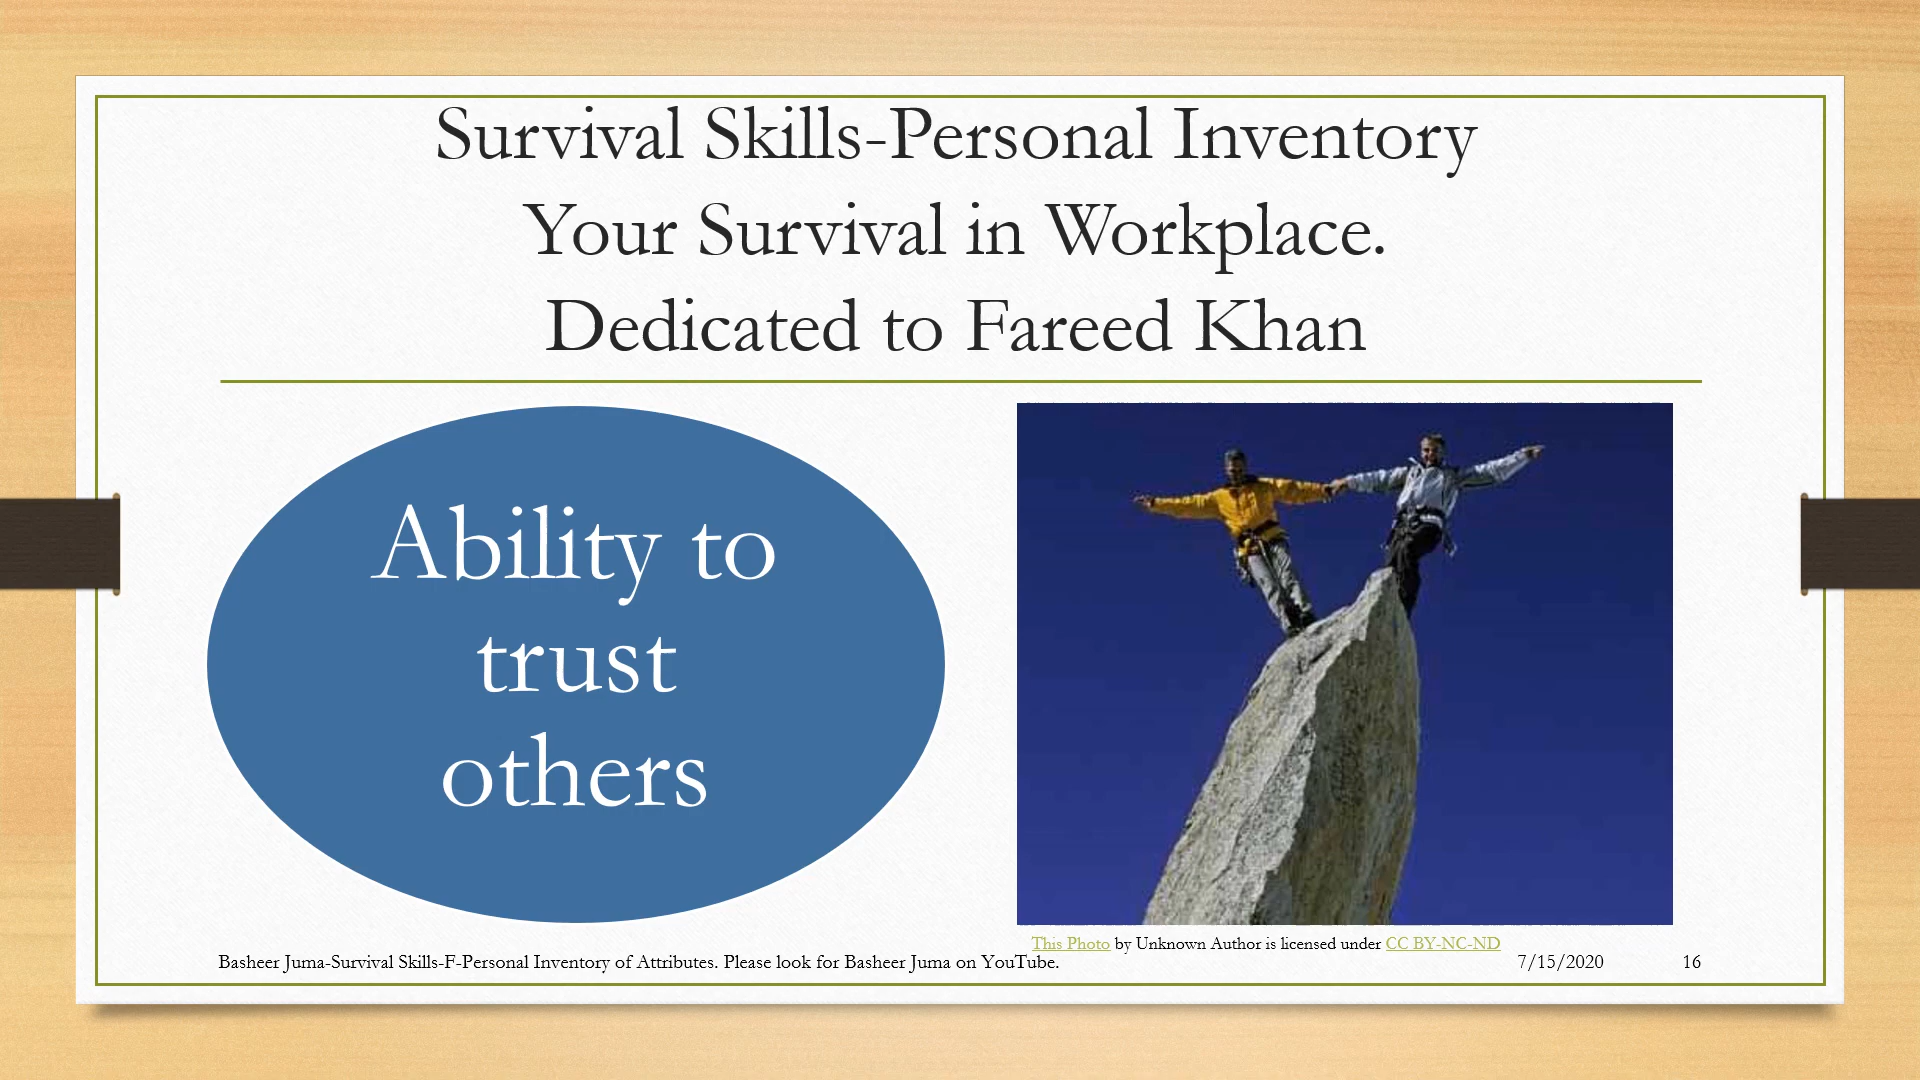 Survival Skills-Personal Inventory
Your Survival in Workplace.
Dedicated to Fareed Khan
Ability to
trust
others
This Photo by Unknown Author is licensed under CC BY-NC-ND
Basheer Juma-Survival Skills-F-Personal Inventory of Attributes. Please look for Basheer Juma on YouTube.
7/15/2020
16